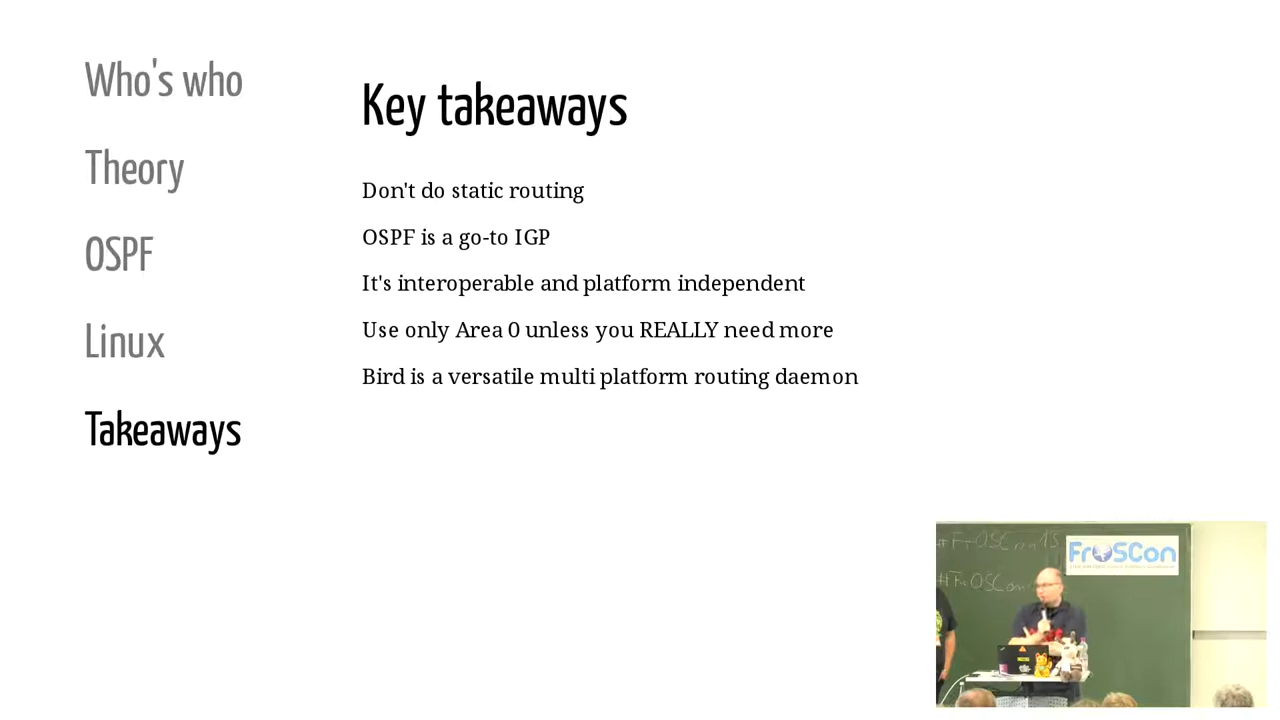 Who's who
Theory
OSPF
Linux
Takeaways
Key takeaways
Don't do static routing
OSPF is a go-to IGP
It's interoperable and platform independent
Use only Area 0 unless you REALLY need more
Bird is a versatile multi platform routing daemon
#FrOSCon15
FrOSCon
#FrOSCon